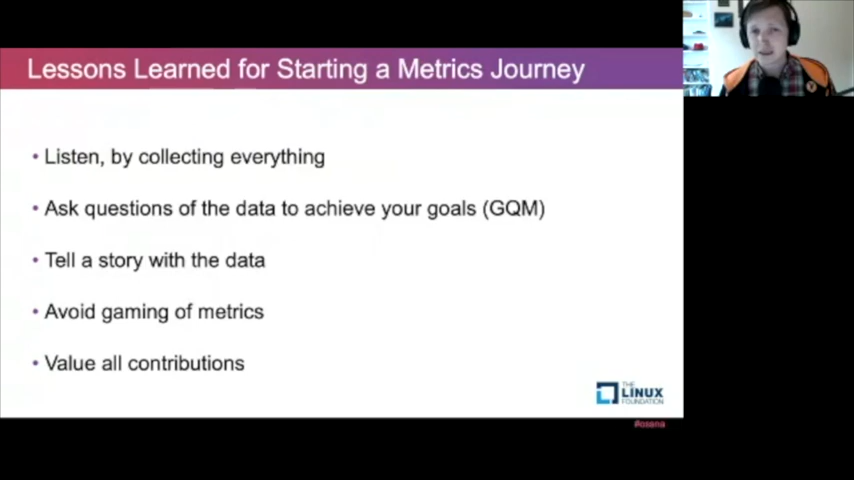 Lessons Learned for Starting a Metrics Journey
• Listen, by collecting everything
• Ask questions of the data to achieve your goals (GQM)
• Tell a story with the data
• Avoid gaming of metrics
• Value all contributions
THE
LINUX
FOUNDATION
#ossna